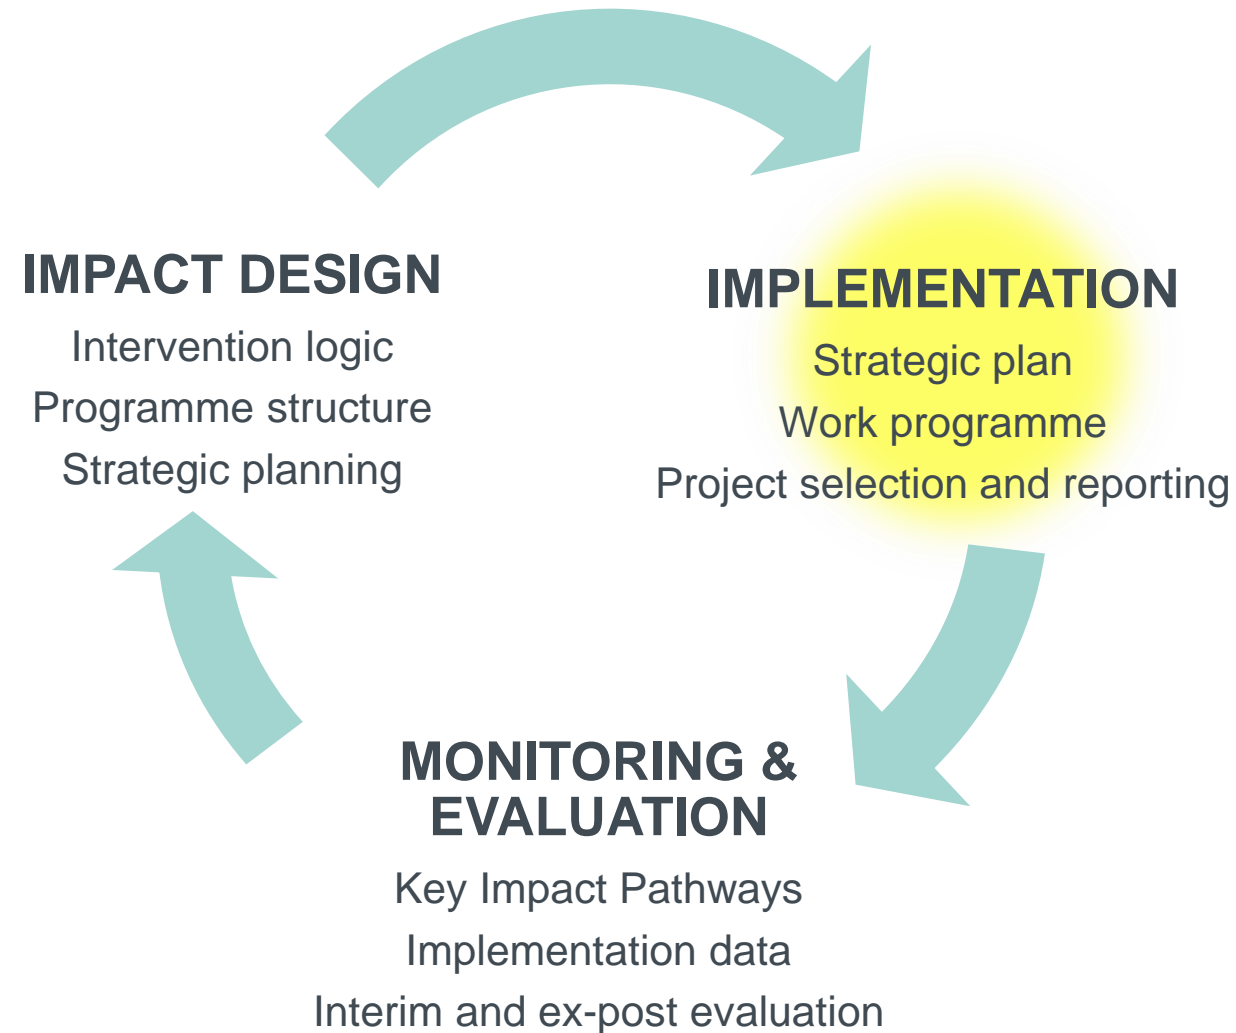 IMPACT DESIGN
Intervention logic
Programme structure
Strategic planning
IMPLEMENTATION
Strategic plan
Work programme
Project selection and reporting
MONITORING &
EVALUATION
Key Impact Pathways
Implementation data
Interim and ex-post evaluation